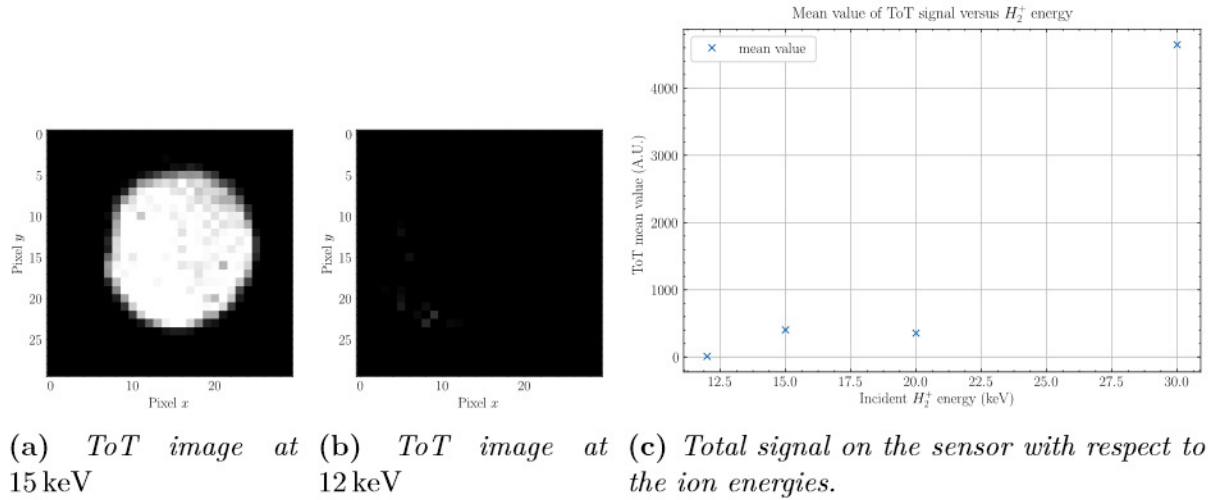 Mean value of ToT signal versus H₂⁺ energy
mean value
ToT mean value (A.U.)
4000
3000
2000
1000
0
12.5 15.0 17.5 20.0 22.5 25.0 27.5 30.0
Incident H₂⁺ energy (keV)
0
5
10
15
20
25
Pixel y
0 10 20
Pixel x
0
5
10
15
20
25
Pixel y
0 10 20
Pixel x
(a) ToT image at
15 keV
(b) ToT image at
12 keV
(c) Total signal on the sensor with respect to
the ion energies.